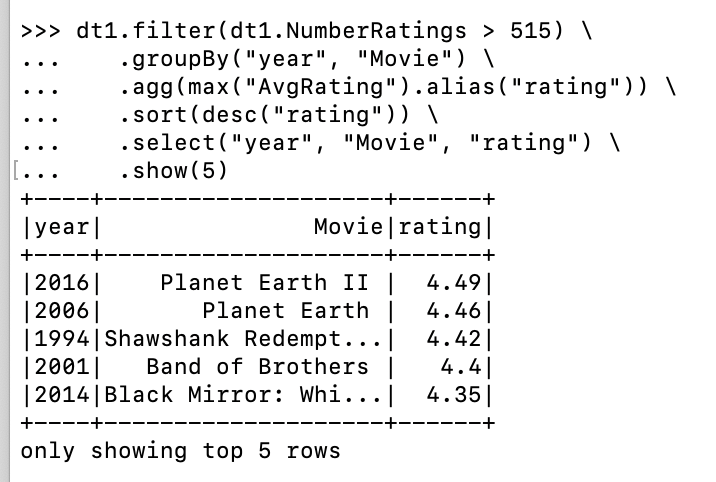 >>> dt1.filter(dt1.NumberRatings > 515) \
...    .groupBy("year", "Movie") \
...    .agg(max("AvgRating").alias("rating")) \
...    .sort(desc("rating")) \
...    .select("year", "Movie", "rating") \
[...    .show(5)
+----+--------------------+------+
|year|               Movie|rating|
+----+--------------------+------+
|2016|    Planet Earth II |  4.49|
|2006|       Planet Earth |  4.46|
|1994|Shawshank Redempt...|  4.42|
|2001|   Band of Brothers |   4.4|
|2014|Black Mirror: Whi...|  4.35|
+----+--------------------+------+
only showing top 5 rows